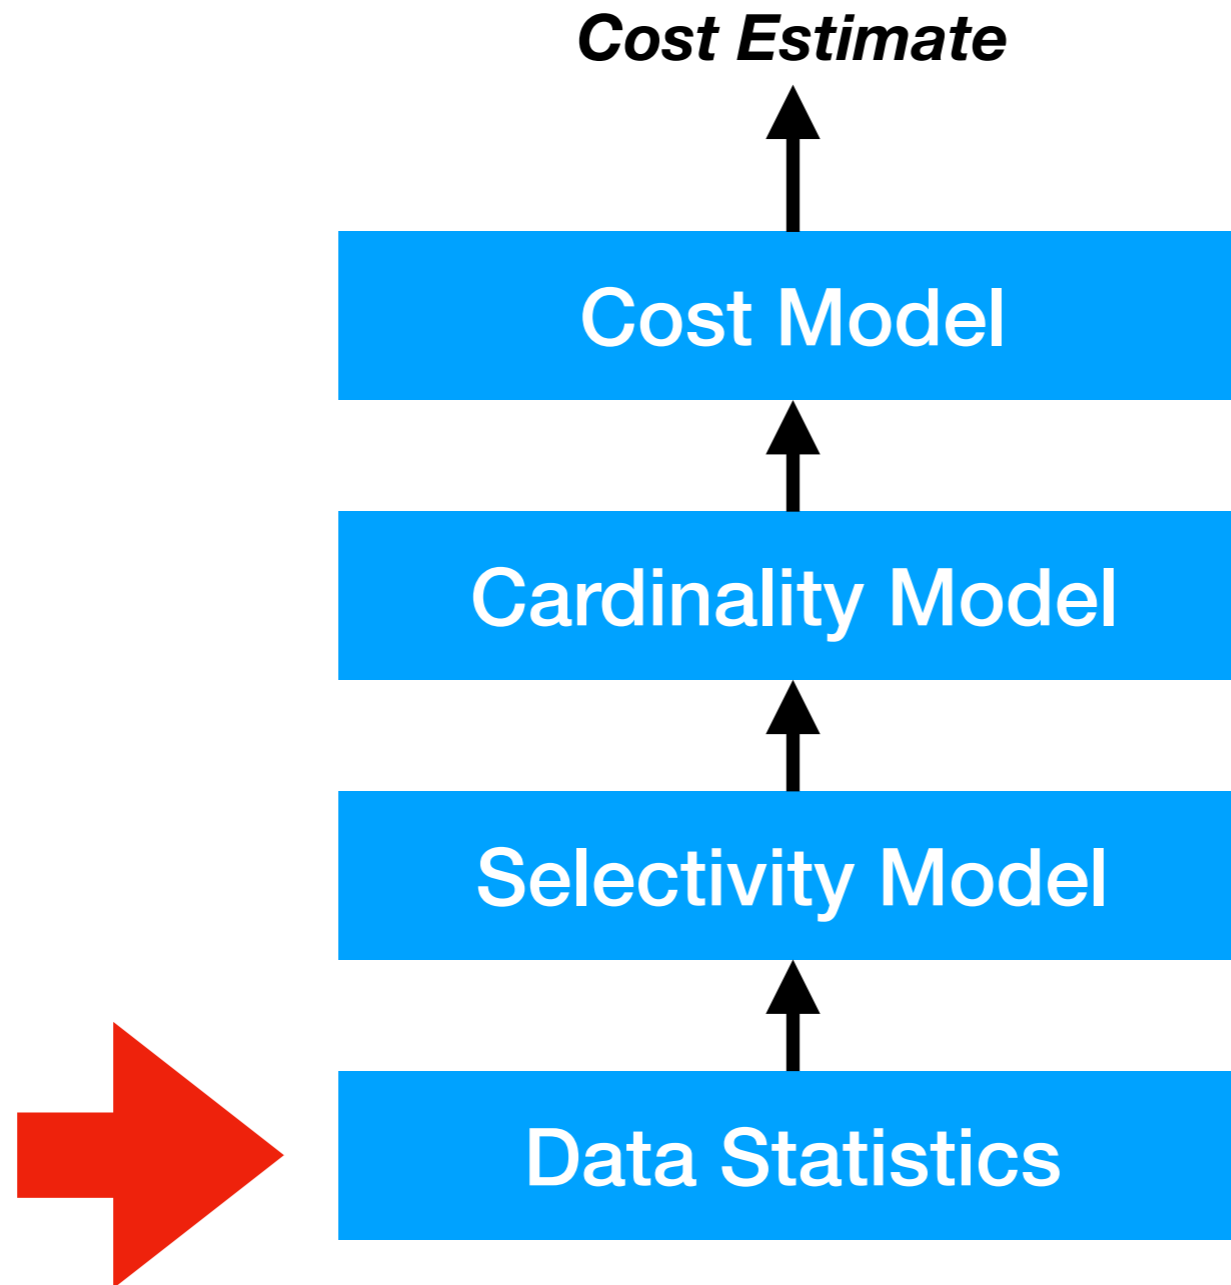 Cost Estimate
Cost Model
Cardinality Model
Selectivity Model
Data Statistics